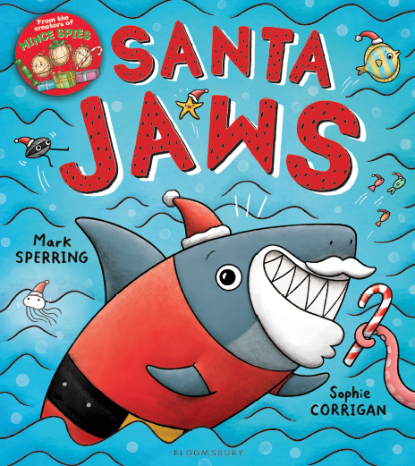 From the
creators of
MINCE SPIES
SANTA
JAWS
Mark
SPERRING
Sophie
CORRIGAN
BLOOMSBURY